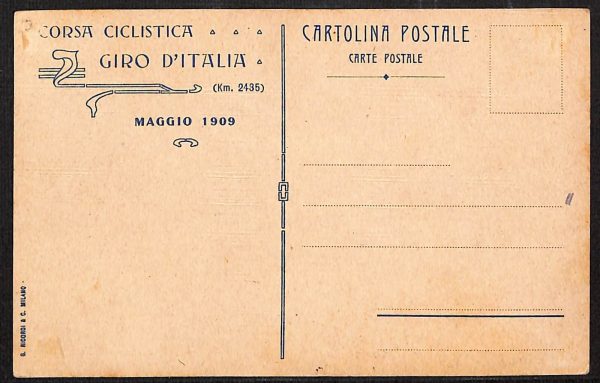 CORSA CICLISTICA
GIRO D'ITALIA
(Km. 2435)
MAGGIO 1909
CARTOLINA POSTALE
CARTE POSTALE
G. RICORDI & C. MILANO